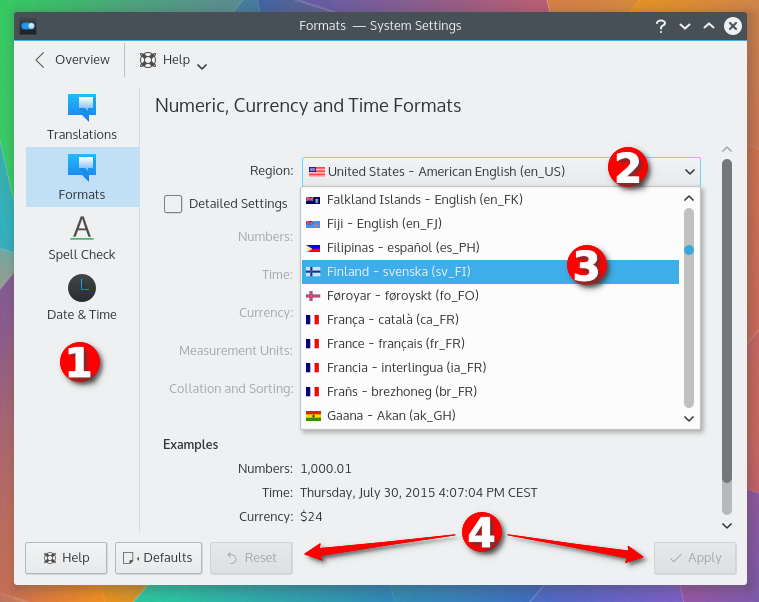 Formats — System Settings
Overview
Help
Translations
Formats
Spell Check
Date & Time
1
Numeric, Currency and Time Formats
Region: United States - American English (en_US)
2
Detailed Settings
Numbers:
Time:
Currency:
Measurement Units:
Collation and Sorting:
Falkland Islands - English (en_FK)
Fiji - English (en_FJ)
Filipinas - español (es_PH)
Finland - svenska (sv_FI)
3
Føroyar - føroyskt (fo_FO)
França - català (ca_FR)
France - français (fr_FR)
Francia - interlingua (ia_FR)
Frañs - brezhoneg (br_FR)
Gaana - Akan (ak_GH)
Examples
Numbers: 1,000.01
Time: Thursday, July 30, 2015 4:07:04 PM CEST
Currency: $24
4
Help
Defaults
Reset
Apply